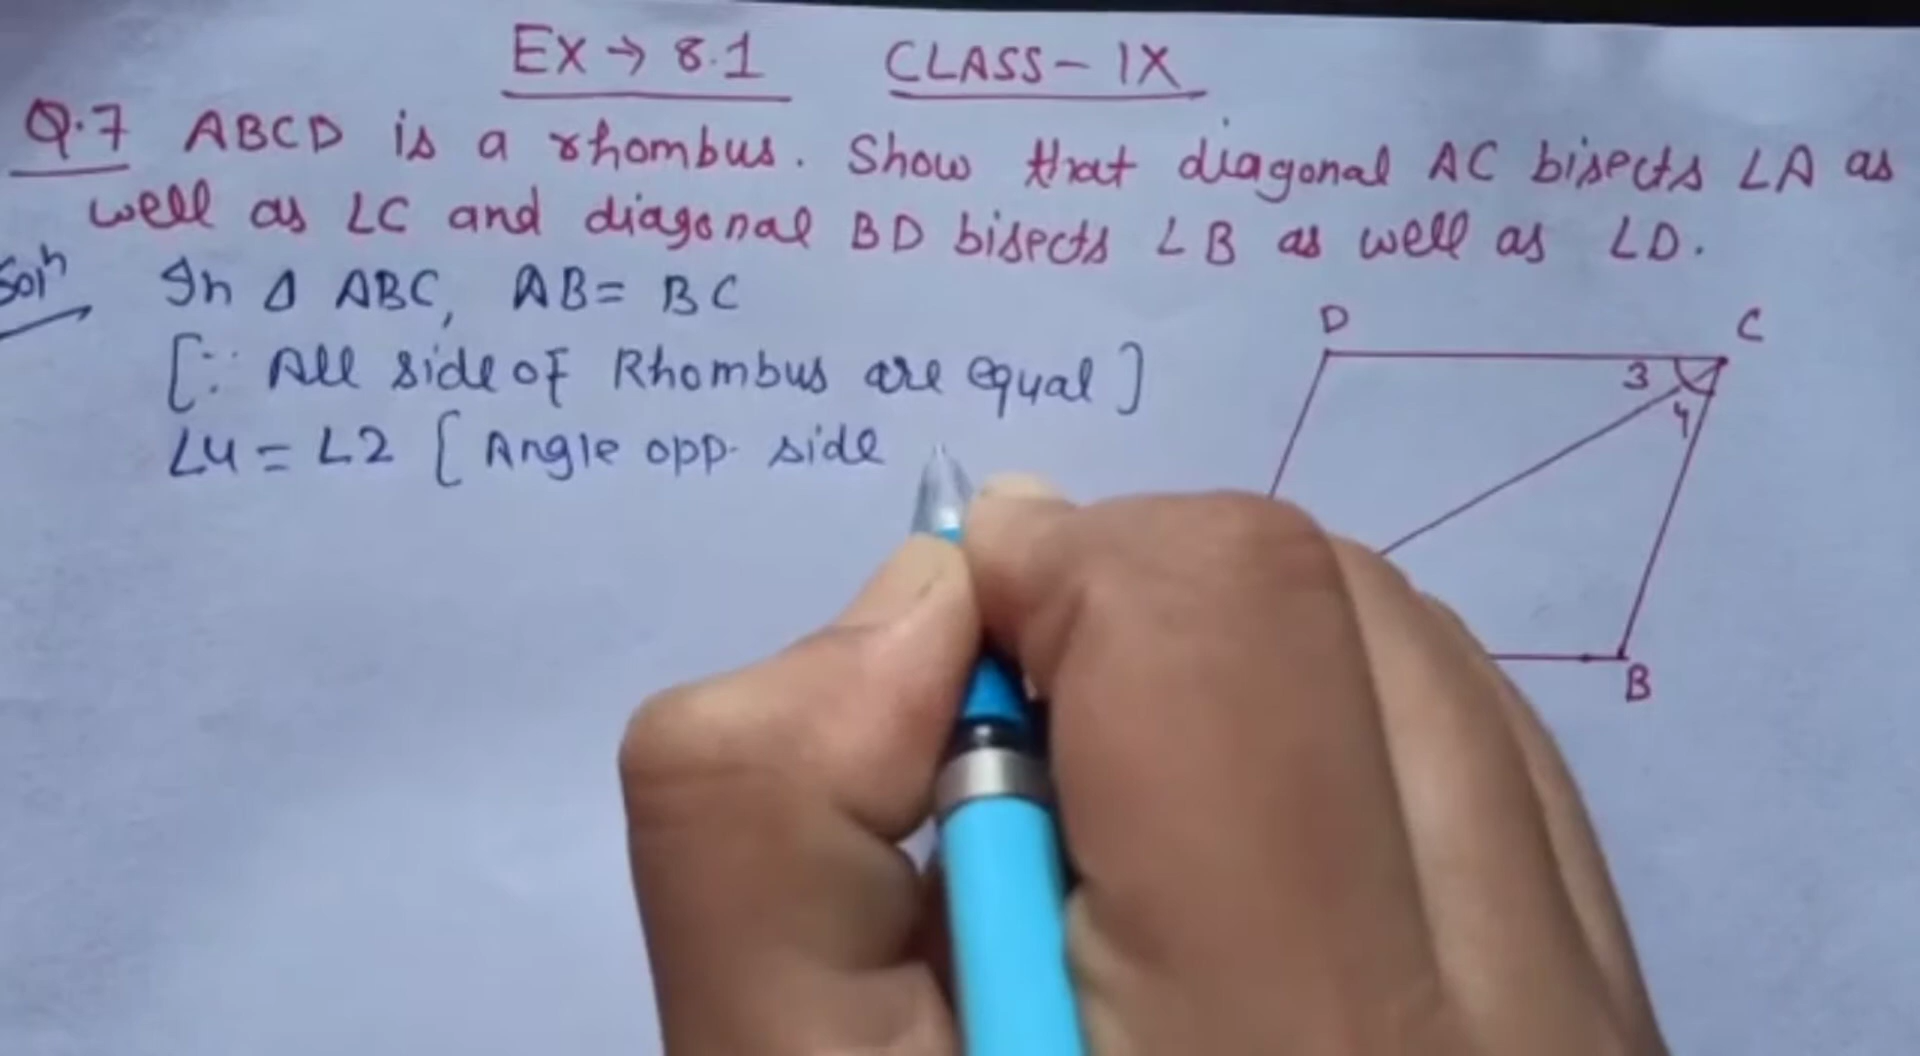 EX → 8.1 CLASS - IX
Q.7 ABCD is a rhombus. Show that diagonal AC bisects ∠A as
well as ∠C and diagonal BD bisects ∠B as well as ∠D.
Solⁿ In Δ ABC, AB = BC
[∵ All side of Rhombus are equal]
∠4 = ∠2 [Angle opp. side
D C
3
4
B